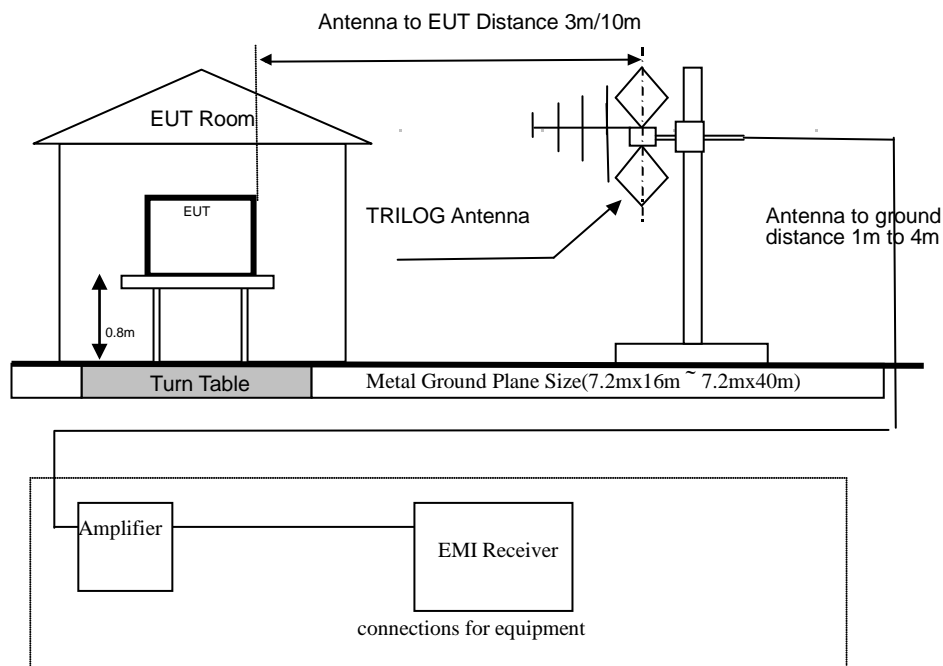 Antenna to EUT Distance 3m/10m
EUT Room
EUT
TRILOG Antenna
Antenna to ground
distance 1m to 4m
0.8m
Turn Table
Metal Ground Plane Size(7.2mx16m ~ 7.2mx40m)
Amplifier
EMI Receiver
connections for equipment